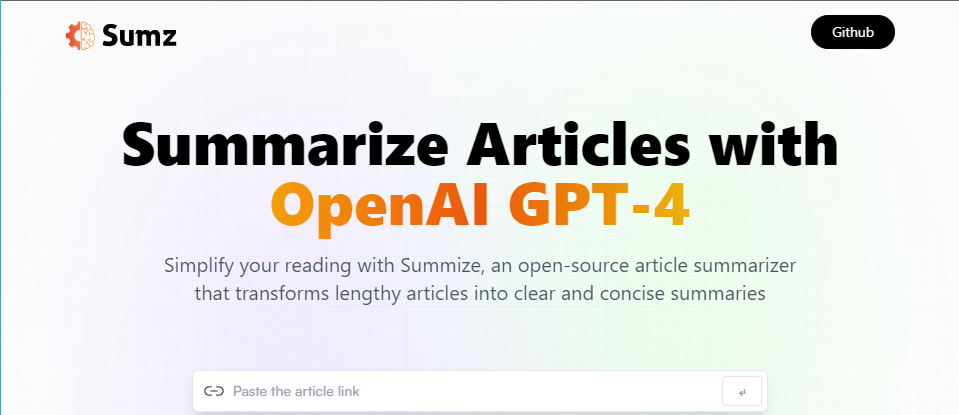 Sumz
Github
Summarize Articles with
OpenAI GPT-4
Simplify your reading with Summize, an open-source article summarizer
that transforms lengthy articles into clear and concise summaries
Paste the article link
↵